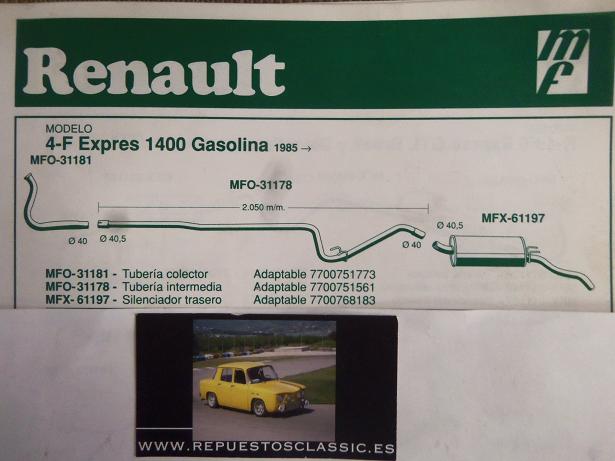 Renault
mf
MODELO
4-F Expres 1400 Gasolina 1985 →
MFO-31181
MFO-31178
2.050 m/m.
MFX-61197
Ø 40
Ø 40,5
Ø 40
Ø 40,5
MFO-31181 - Tubería colector Adaptable 7700751773
MFO-31178 - Tubería intermedia Adaptable 7700751561
MFX- 61197 - Silenciador trasero Adaptable 7700768183
WWW.REPUESTOSCLASSIC.ES